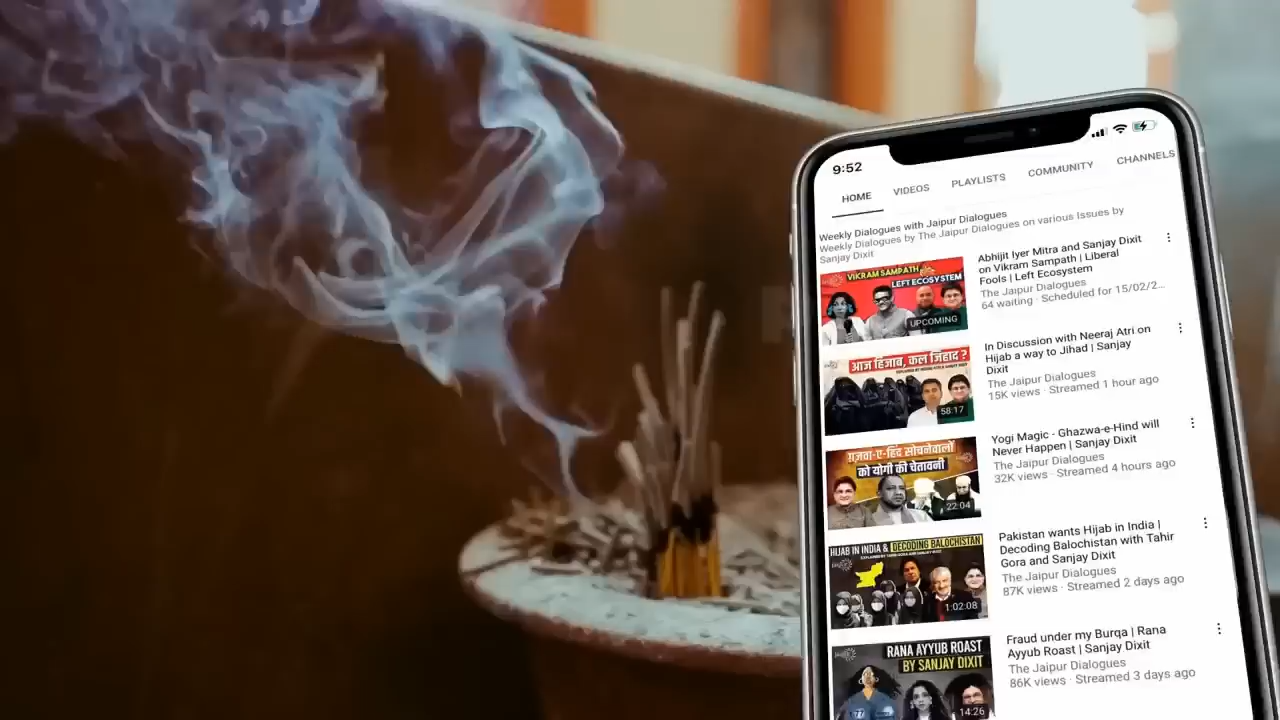 9:52
HOME
VIDEOS
PLAYLISTS
COMMUNITY
CHANNELS
Weekly Dialogues with Jaipur Dialogues
Weekly Dialogues by The Jaipur Dialogues on various Issues by
Sanjay Dixit
VIKRAM SAMPATH
LEFT ECOSYSTEM
UPCOMING
Abhijit Iyer Mitra and Sanjay Dixit
on Vikram Sampath | Liberal
Fools | Left Ecosystem
The Jaipur Dialogues
64 waiting · Scheduled for 15/02/2...
आज हिजाब, कल जिहाद ?
58:17
In Discussion with Neeraj Atri on
Hijab a way to Jihad | Sanjay
Dixit
The Jaipur Dialogues
15K views · Streamed 1 hour ago
ग़जवा-ए-हिंद सोचनेवालों
को योगी की चेतावनी
22:04
Yogi Magic - Ghazwa-e-Hind will
Never Happen | Sanjay Dixit
The Jaipur Dialogues
32K views · Streamed 4 hours ago
HIJAB IN INDIA & DECODING BALOCHISTAN
1:02:08
Pakistan wants Hijab in India |
Decoding Balochistan with Tahir
Gora and Sanjay Dixit
The Jaipur Dialogues
87K views · Streamed 2 days ago
RANA AYYUB ROAST
BY SANJAY DIXIT
14:26
Fraud under my Burqa | Rana
Ayyub Roast | Sanjay Dixit
The Jaipur Dialogues
86K views · Streamed 3 days ago